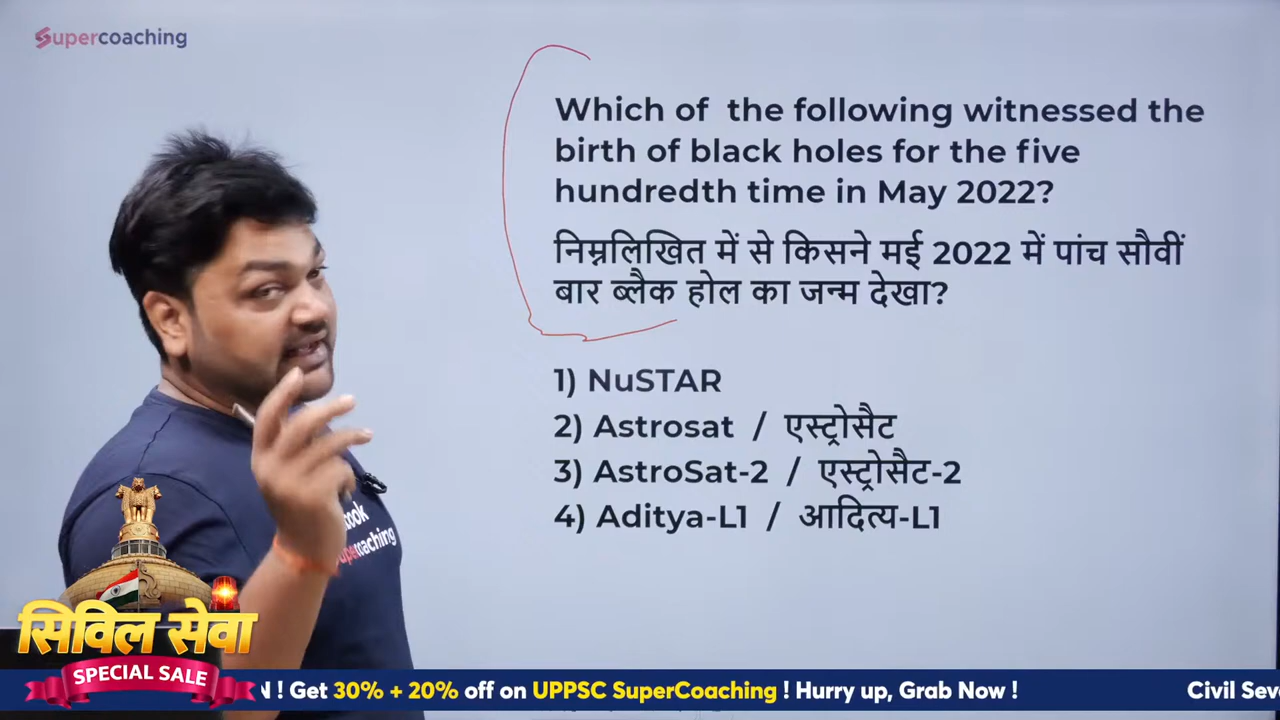 Supercoaching
Which of the following witnessed the
birth of black holes for the five
hundredth time in May 2022?
निम्नलिखित में से किसने मई 2022 में पांच सौवीं
बार ब्लैक होल का जन्म देखा?
1) NuSTAR
2) Astrosat / एस्ट्रोसैट
3) AstroSat-2 / एस्ट्रोसैट-2
4) Aditya-L1 / आदित्य-L1
सिविल सेवा
SPECIAL SALE
! Get 30% + 20% off on UPPSC SuperCoaching ! Hurry up, Grab Now !
Civil